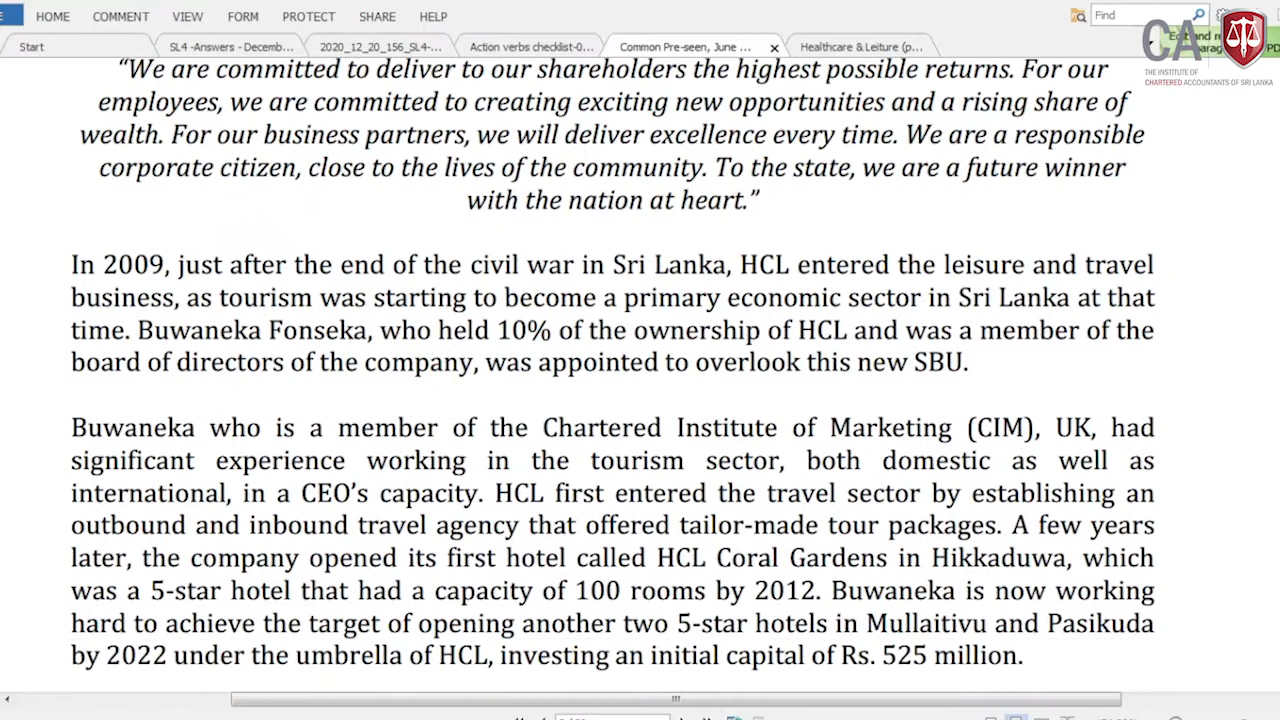 HOME COMMENT VIEW FORM PROTECT SHARE HELP
Find
Start
SL4 -Answers - Decemb...
2020_12_20_156_SL4-...
Action verbs checklist-0...
Common Pre-seen, June ...
Healthcare & Leiture (p...
CA
THE INSTITUTE OF
CHARTERED ACCOUNTANTS OF SRI LANKA
“We are committed to deliver to our shareholders the highest possible returns. For our
employees, we are committed to creating exciting new opportunities and a rising share of
wealth. For our business partners, we will deliver excellence every time. We are a responsible
corporate citizen, close to the lives of the community. To the state, we are a future winner
with the nation at heart.”
In 2009, just after the end of the civil war in Sri Lanka, HCL entered the leisure and travel
business, as tourism was starting to become a primary economic sector in Sri Lanka at that
time. Buwaneka Fonseka, who held 10% of the ownership of HCL and was a member of the
board of directors of the company, was appointed to overlook this new SBU.
Buwaneka who is a member of the Chartered Institute of Marketing (CIM), UK, had
significant experience working in the tourism sector, both domestic as well as
international, in a CEO’s capacity. HCL first entered the travel sector by establishing an
outbound and inbound travel agency that offered tailor-made tour packages. A few years
later, the company opened its first hotel called HCL Coral Gardens in Hikkaduwa, which
was a 5-star hotel that had a capacity of 100 rooms by 2012. Buwaneka is now working
hard to achieve the target of opening another two 5-star hotels in Mullaitivu and Pasikuda
by 2022 under the umbrella of HCL, investing an initial capital of Rs. 525 million.